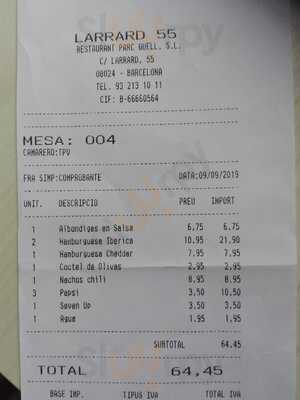 LARRARD 55
RESTAURANT PARC GUELL, S.L.
C/ LARRARD, 55
08024 - BARCELONA
TEL. 93 213 10 11
CIF: B-66660564
MESA: 004
CAMARERO:TPV
FRA SIMP:COMPROBANTE DATA:09/09/2019
UNIT. DESCRIPCIO PREU IMPORT
1 Albondigas en Salsa 6,75 6,75
2 Hamburguesa Iberica 10,95 21,90
1 Hamburguesa Cheddar 7,95 7,95
1 Coctel de Olivas 2,95 2,95
1 Nachos chili 8,95 8,95
3 Pepsi 3,50 10,50
1 Seven Up 3,50 3,50
1 Agua 1,95 1,95
SUBTOTAL 64,45
TOTAL 64,45
BASE IMP. TIPUS IVA TOTAL IVA